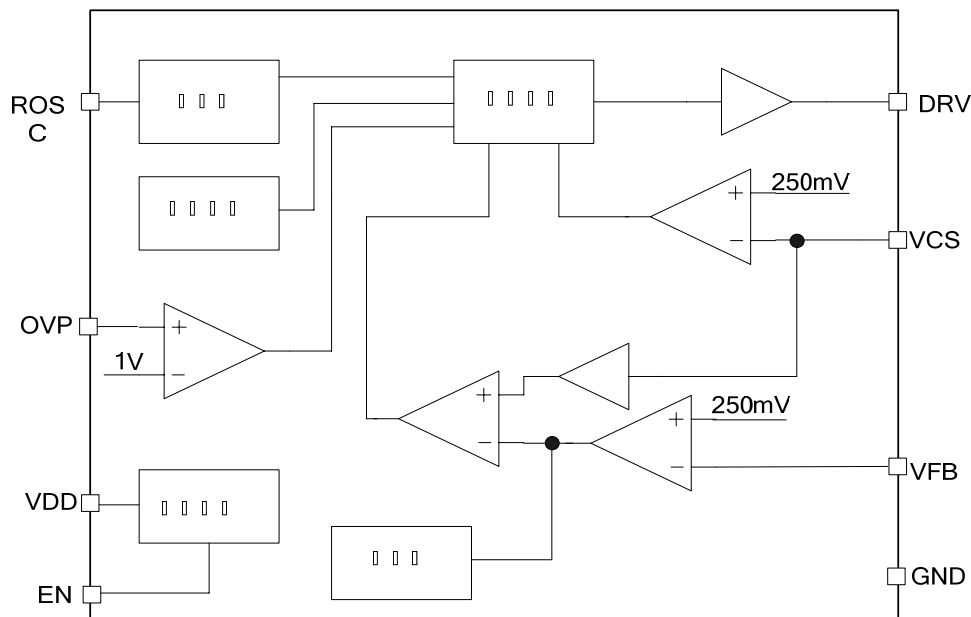 ROS
C
DRV
+
250mV
−
VCS
OVP
+
1V
−
+
250mV
+
−
−
VFB
VDD
EN
GND